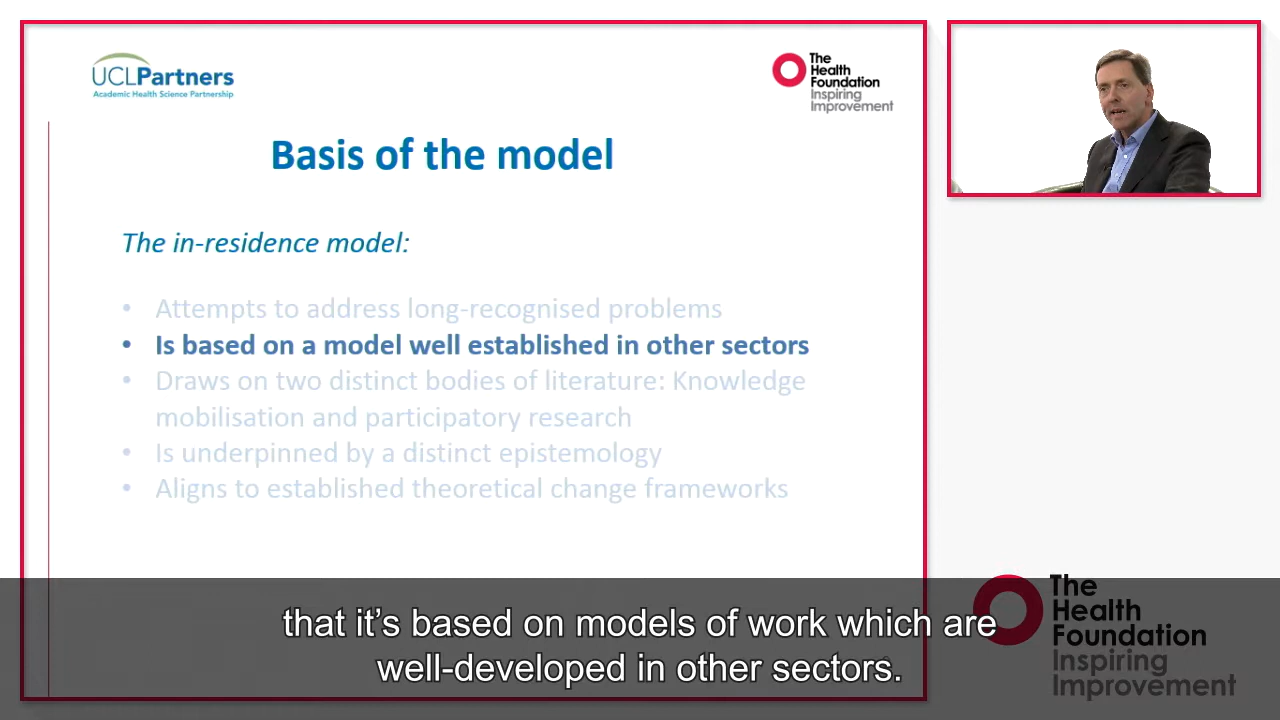 UCLPartners
Academic Health Science Partnership
The
Health
Foundation
Inspiring
Improvement
Basis of the model
The in-residence model:
• Attempts to address long-recognised problems
• Is based on a model well established in other sectors
• Draws on two distinct bodies of literature: Knowledge
mobilisation and participatory research
• Is underpinned by a distinct epistemology
• Aligns to established theoretical change frameworks
that it’s based on models of work which are
well-developed in other sectors.
The
Health
Foundation
Inspiring
Improvement